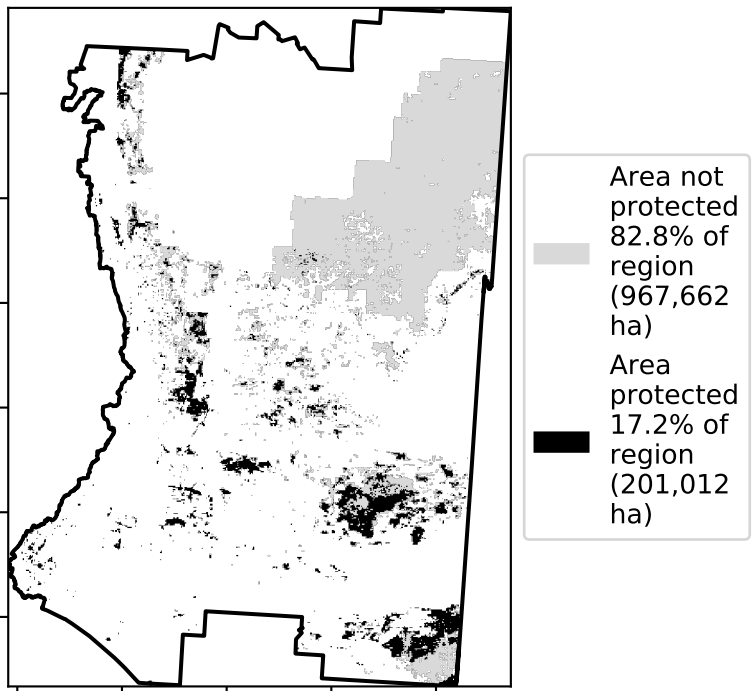 Area not
protected
82.8% of
region
(967,662
ha)
Area
protected
17.2% of
region
(201,012
ha)